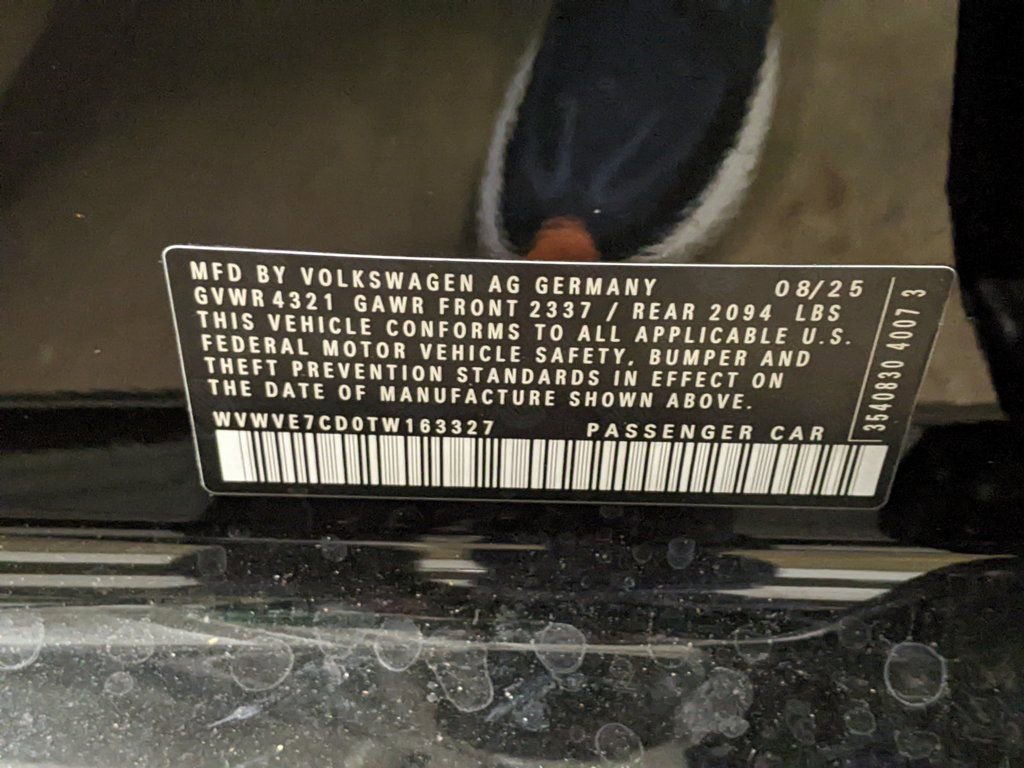 MFD BY VOLKSWAGEN AG GERMANY 08/25
GVWR 4321 GAWR FRONT 2337 / REAR 2094 LBS
THIS VEHICLE CONFORMS TO ALL APPLICABLE U.S.
FEDERAL MOTOR VEHICLE SAFETY, BUMPER AND
THEFT PREVENTION STANDARDS IN EFFECT ON
THE DATE OF MANUFACTURE SHOWN ABOVE.
WVWVE7CD0TW163327 PASSENGER CAR
3540830 4007 3